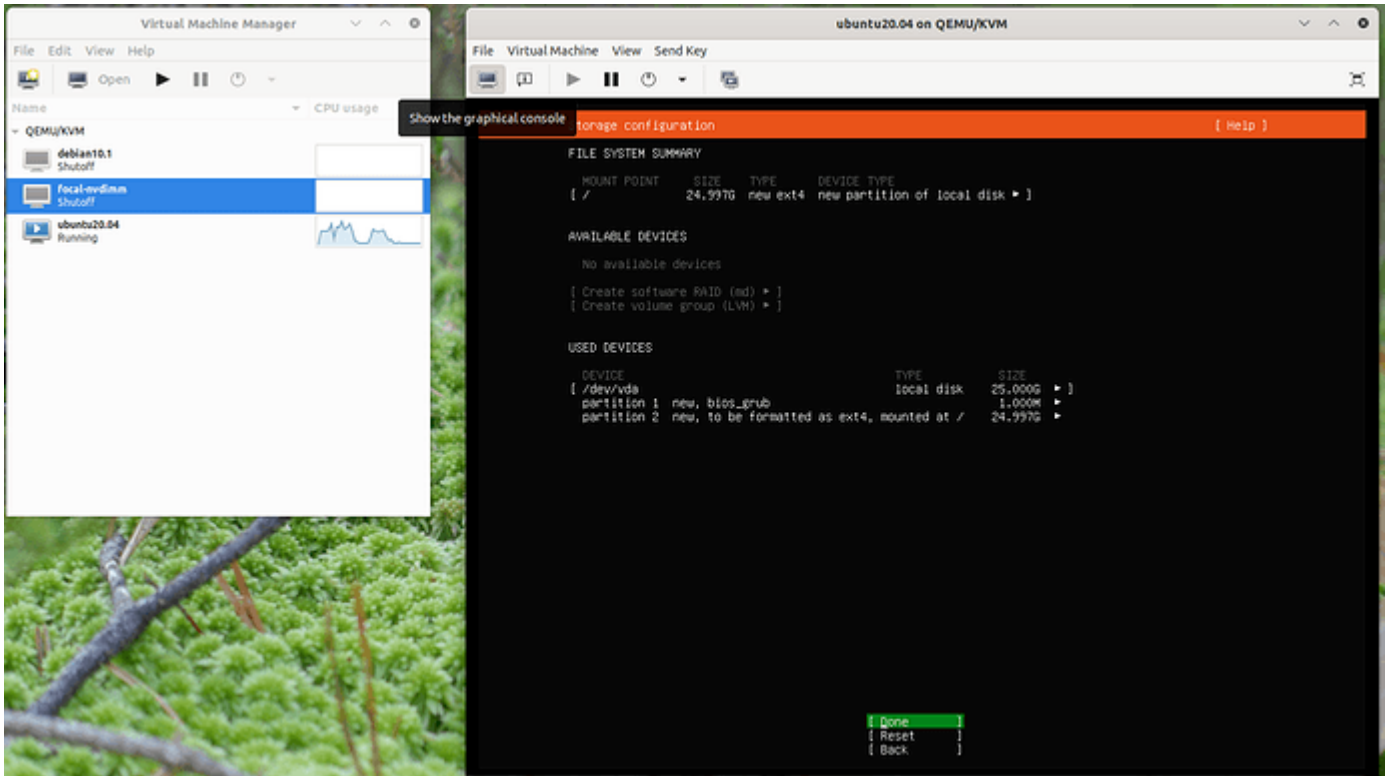 Virtual Machine Manager
File Edit View Help
Open
Name CPU usage
QEMU/KVM
debian10.1
Shutoff
focal-nvdimm
Shutoff
ubuntu20.04
Running
ubuntu20.04 on QEMU/KVM
File Virtual Machine View Send Key
Show the graphical console
torage configuration [ Help ]
FILE SYSTEM SUMMARY
MOUNT POINT SIZE TYPE DEVICE TYPE
[ / 24.997G new ext4 new partition of local disk ▸ ]
AVAILABLE DEVICES
No available devices
[ Create software RAID (md) ▸ ]
[ Create volume group (LVM) ▸ ]
USED DEVICES
DEVICE TYPE SIZE
[ /dev/vda local disk 25.000G ▸ ]
partition 1 new, bios_grub 1.000M ▸
partition 2 new, to be formatted as ext4, mounted at / 24.997G ▸
[ Done ]
[ Reset ]
[ Back ]